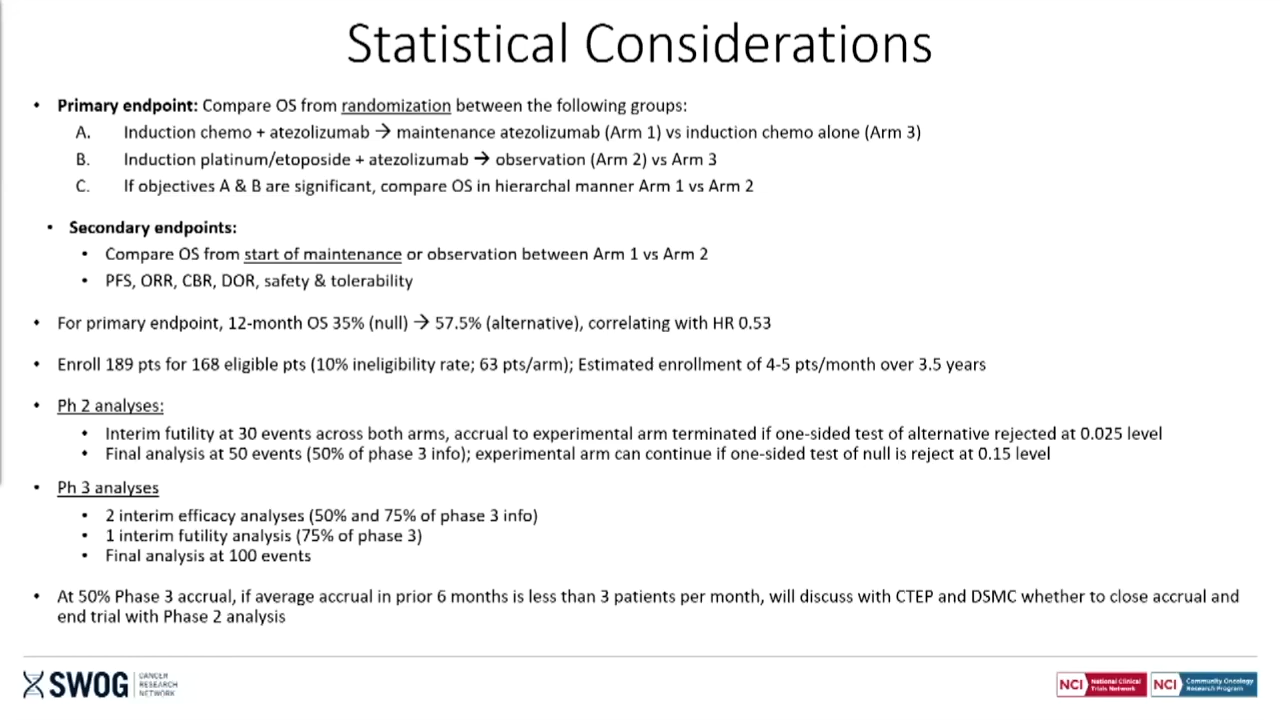 Statistical Considerations
• Primary endpoint: Compare OS from randomization between the following groups:
A. Induction chemo + atezolizumab → maintenance atezolizumab (Arm 1) vs induction chemo alone (Arm 3)
B. Induction platinum/etoposide + atezolizumab → observation (Arm 2) vs Arm 3
C. If objectives A & B are significant, compare OS in hierarchal manner Arm 1 vs Arm 2
• Secondary endpoints:
• Compare OS from start of maintenance or observation between Arm 1 vs Arm 2
• PFS, ORR, CBR, DOR, safety & tolerability
• For primary endpoint, 12-month OS 35% (null) → 57.5% (alternative), correlating with HR 0.53
• Enroll 189 pts for 168 eligible pts (10% ineligibility rate; 63 pts/arm); Estimated enrollment of 4-5 pts/month over 3.5 years
• Ph 2 analyses:
• Interim futility at 30 events across both arms, accrual to experimental arm terminated if one-sided test of alternative rejected at 0.025 level
• Final analysis at 50 events (50% of phase 3 info); experimental arm can continue if one-sided test of null is reject at 0.15 level
• Ph 3 analyses
• 2 interim efficacy analyses (50% and 75% of phase 3 info)
• 1 interim futility analysis (75% of phase 3)
• Final analysis at 100 events
• At 50% Phase 3 accrual, if average accrual in prior 6 months is less than 3 patients per month, will discuss with CTEP and DSMC whether to close accrual and
end trial with Phase 2 analysis
SWOG
CANCER
RESEARCH
NETWORK
NCI National Clinical
Trials Network
NCI Community Oncology
Research Program